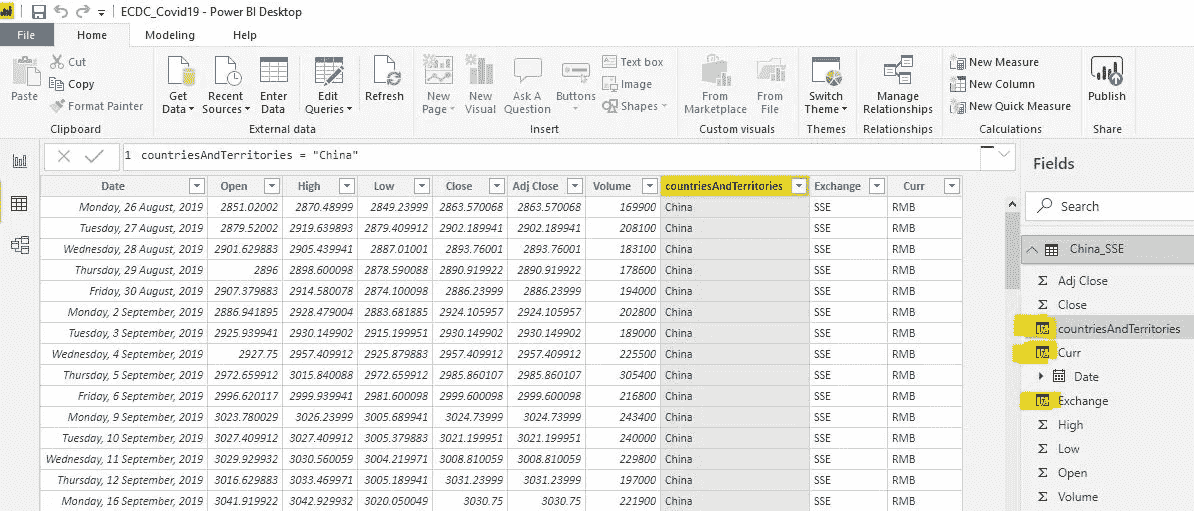 ECDC_Covid19 - Power BI Desktop
File Home Modeling Help
Paste Cut Copy Format Painter
Get Data Recent Sources Enter Data Edit Queries Refresh
New Page New Visual Ask A Question Buttons Text box Image Shapes
From Marketplace From File Switch Theme Manage Relationships
New Measure New Column New Quick Measure Publish
Clipboard External data Insert Custom visuals Themes Relationships Calculations Share
1 countriesAndTerritories = "China"
Date Open High Low Close Adj Close Volume countriesAndTerritories Exchange Curr
Monday, 26 August, 2019 2851.02002 2870.48999 2849.23999 2863.570068 2863.570068 169900 China SSE RMB
Tuesday, 27 August, 2019 2879.52002 2919.639893 2879.409912 2902.189941 2902.189941 208100 China SSE RMB
Wednesday, 28 August, 2019 2901.629883 2905.439941 2887.01001 2893.76001 2893.76001 183100 China SSE RMB
Thursday, 29 August, 2019 2896 2898.600098 2878.590088 2890.919922 2890.919922 178600 China SSE RMB
Friday, 30 August, 2019 2907.379883 2914.580078 2874.100098 2886.23999 2886.23999 194000 China SSE RMB
Monday, 2 September, 2019 2886.941895 2928.479004 2883.681885 2924.105957 2924.105957 202800 China SSE RMB
Tuesday, 3 September, 2019 2925.939941 2930.149902 2915.199951 2930.149902 2930.149902 189000 China SSE RMB
Wednesday, 4 September, 2019 2927.75 2957.409912 2925.879883 2957.409912 2957.409912 225500 China SSE RMB
Thursday, 5 September, 2019 2972.659912 3015.840088 2972.659912 2985.860107 2985.860107 305400 China SSE RMB
Friday, 6 September, 2019 2996.620117 2999.939941 2981.600098 2999.600098 2999.600098 216800 China SSE RMB
Monday, 9 September, 2019 3023.780029 3026.23999 3005.689941 3024.73999 3024.73999 243400 China SSE RMB
Tuesday, 10 September, 2019 3027.409912 3027.409912 3005.379883 3021.199951 3021.199951 240000 China SSE RMB
Wednesday, 11 September, 2019 3029.929932 3030.560059 3004.219971 3008.810059 3008.810059 229800 China SSE RMB
Thursday, 12 September, 2019 3016.628883 3033.469971 3005.189941 3031.23999 3031.23999 197000 China SSE RMB
Monday, 16 September, 2019 3041.919922 3042.929932 3020.050049 3030.75 3030.75 221900 China SSE RMB
Fields
Search
China_SSE
Adj Close
Close
countriesAndTerritories
Curr
Date
Exchange
High
Low
Open
Volume